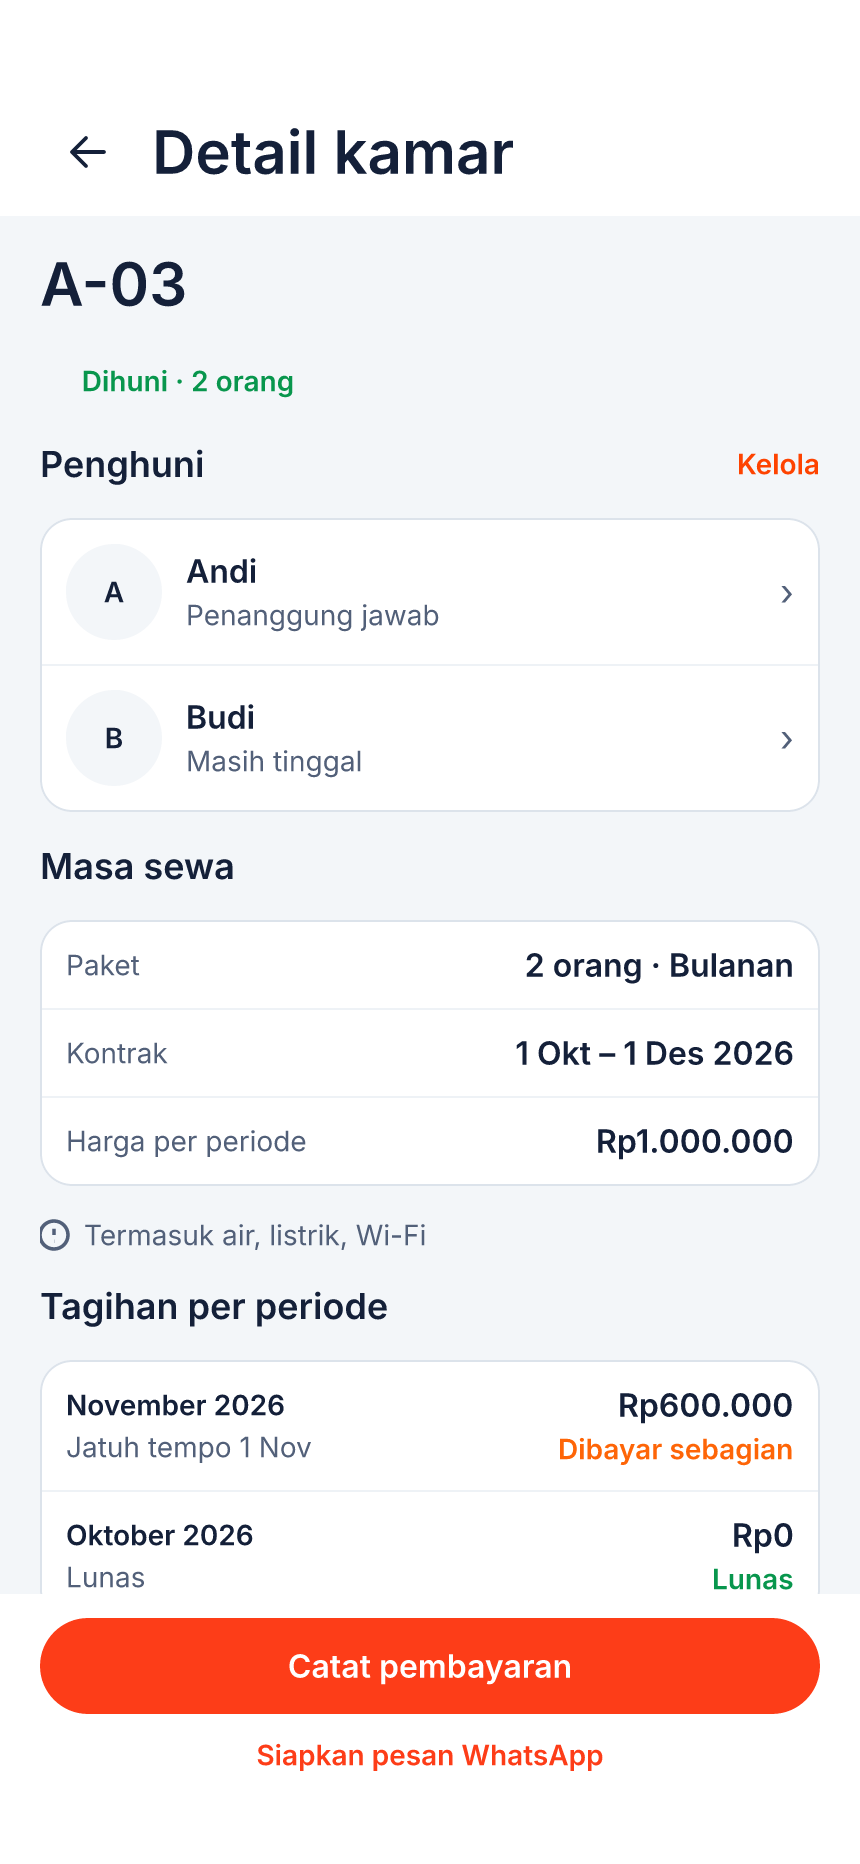 Detail kamar
A-03
Dihuni · 2 orang
Penghuni
Kelola
A
Andi
Penanggung jawab
›
B
Budi
Masih tinggal
›
Masa sewa
Paket
2 orang · Bulanan
Kontrak
1 Okt – 1 Des 2026
Harga per periode
Rp1.000.000
Termasuk air, listrik, Wi-Fi
Tagihan per periode
November 2026
Rp600.000
Jatuh tempo 1 Nov
Dibayar sebagian
Oktober 2026
Rp0
Lunas
Lunas
Catat pembayaran
Siapkan pesan WhatsApp